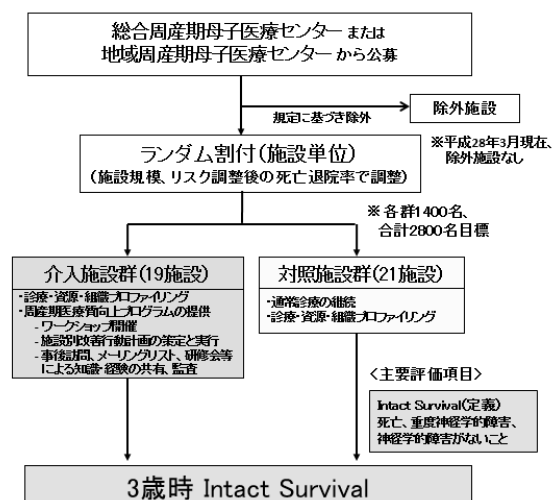 総合周産期母子医療センター または
地域周産期母子医療センター から公募
規定に基づき除外
除外施設
※平成28年3月現在、
除外施設なし
ランダム割付(施設単位)
(施設規模、リスク調整後の死亡退院率で調整)
※各群1400名、
合計2800名目標
介入施設群(19施設)
・診療・資源・組織プロファイリング
・周産期医療質向上プログラムの提供
- ワークショップ開催
- 施設別改善行動計画の策定と実行
- 事後訪問、メーリングリスト、研修会等
による知識・経験の共有、監査
対照施設群(21施設)
・通常診療の継続
・診療・資源・組織プロファイリング
<主要評価項目>
Intact Survival(定義)
死亡、重度神経学的障害、
神経学的障害がないこと
3歳時 Intact Survival